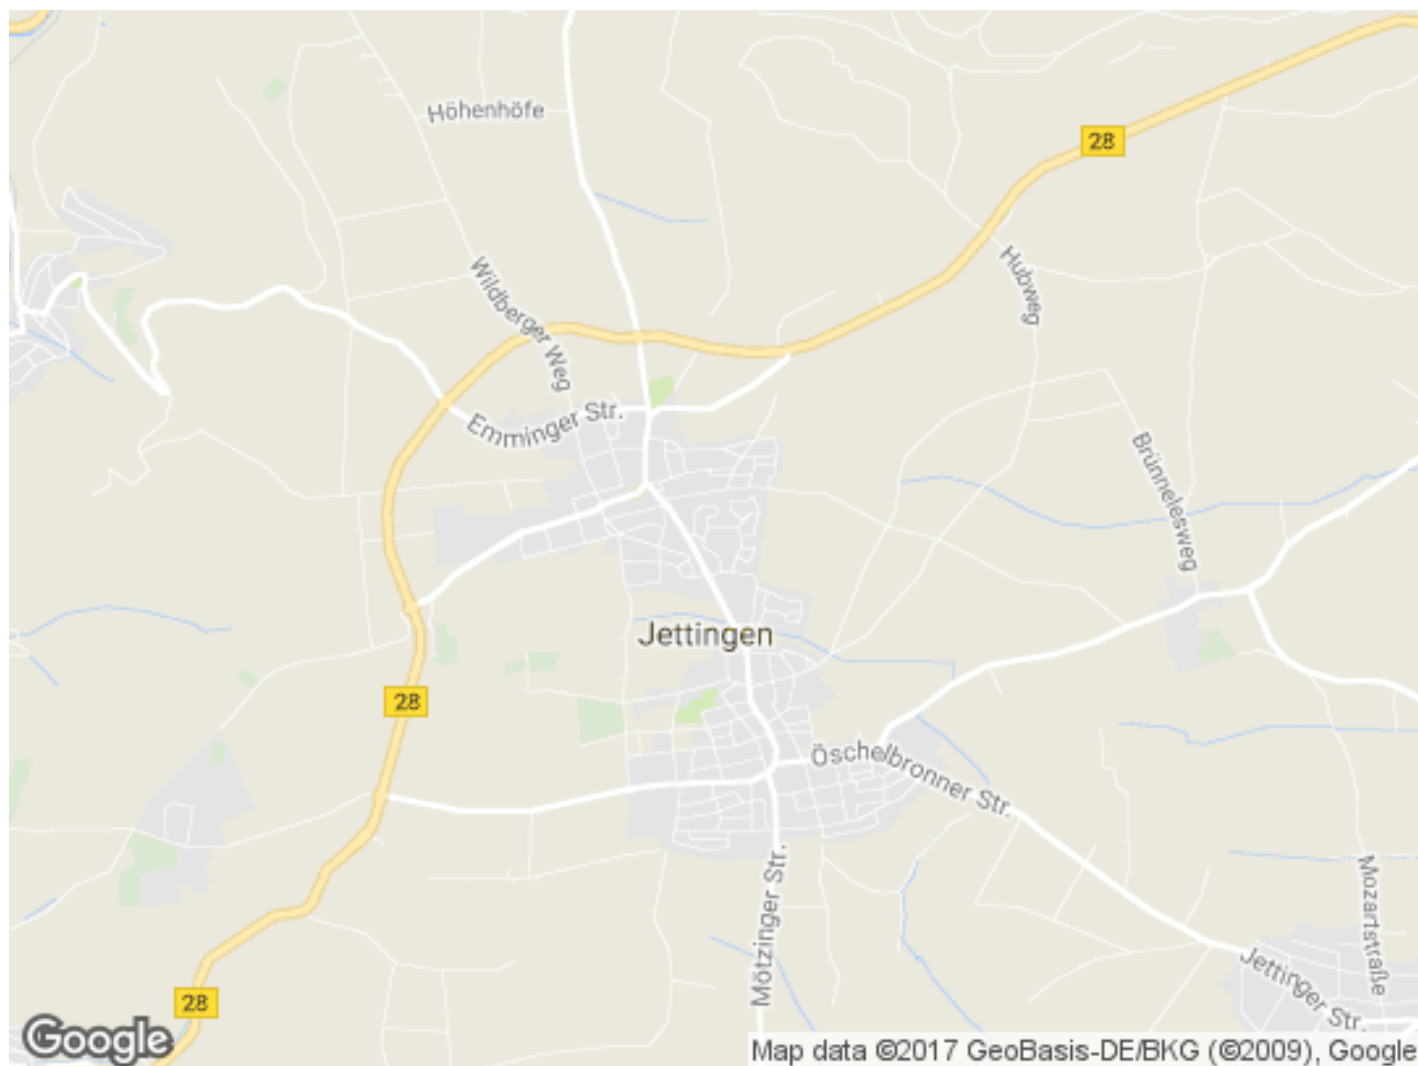 Höhenhöfe
28
Hubweg
Wildberger Weg
Emminger Str.
Brünnelesweg
Jettingen
28
Öschelbronner Str.
Mötzinger Str.
Mozartstraße
Jettinger Str.
28
Google
Map data ©2017 GeoBasis-DE/BKG (©2009), Google